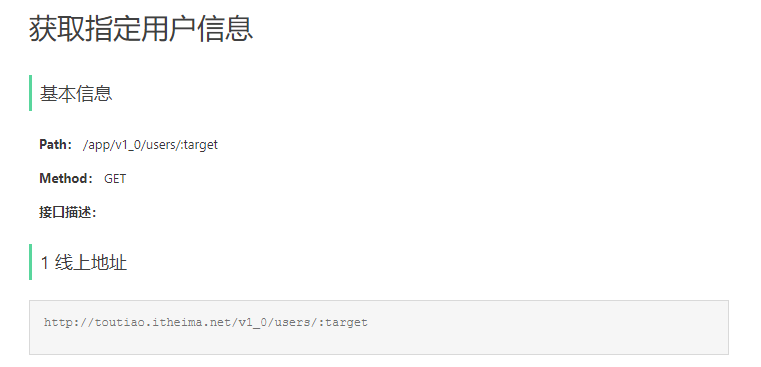 获取指定用户信息
基本信息
Path： /app/v1_0/users/:target
Method： GET
接口描述：
1 线上地址
http://toutiao.itheima.net/v1_0/users/:target